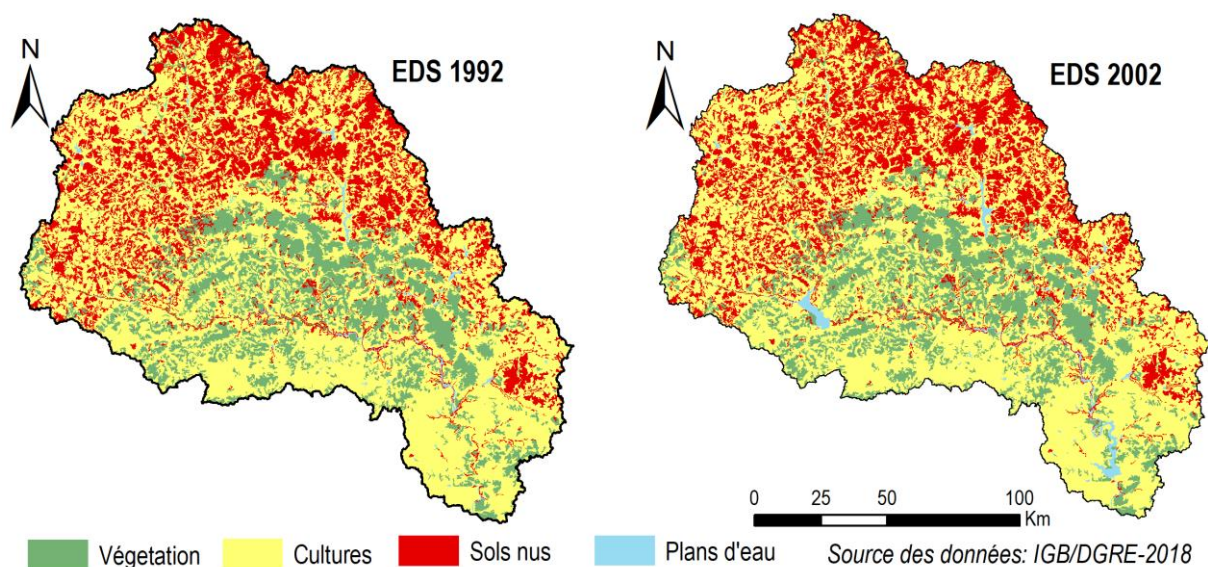 N
EDS 1992
N
EDS 2002
0 25 50 100
Km
Végetation Cultures Sols nus Plans d'eau Source des données: IGB/DGRE-2018